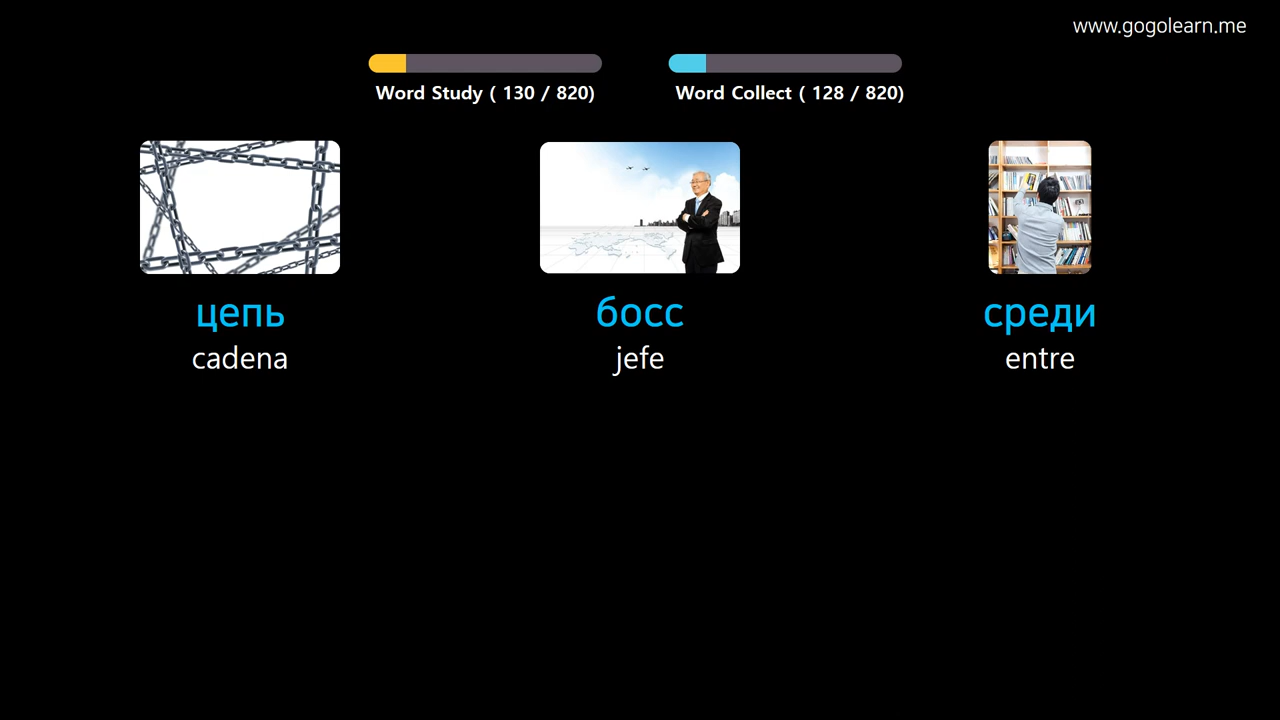 www.gogolearn.me
Word Study ( 130 / 820)
Word Collect ( 128 / 820)
цепь
cadena
босс
jefe
среди
entre